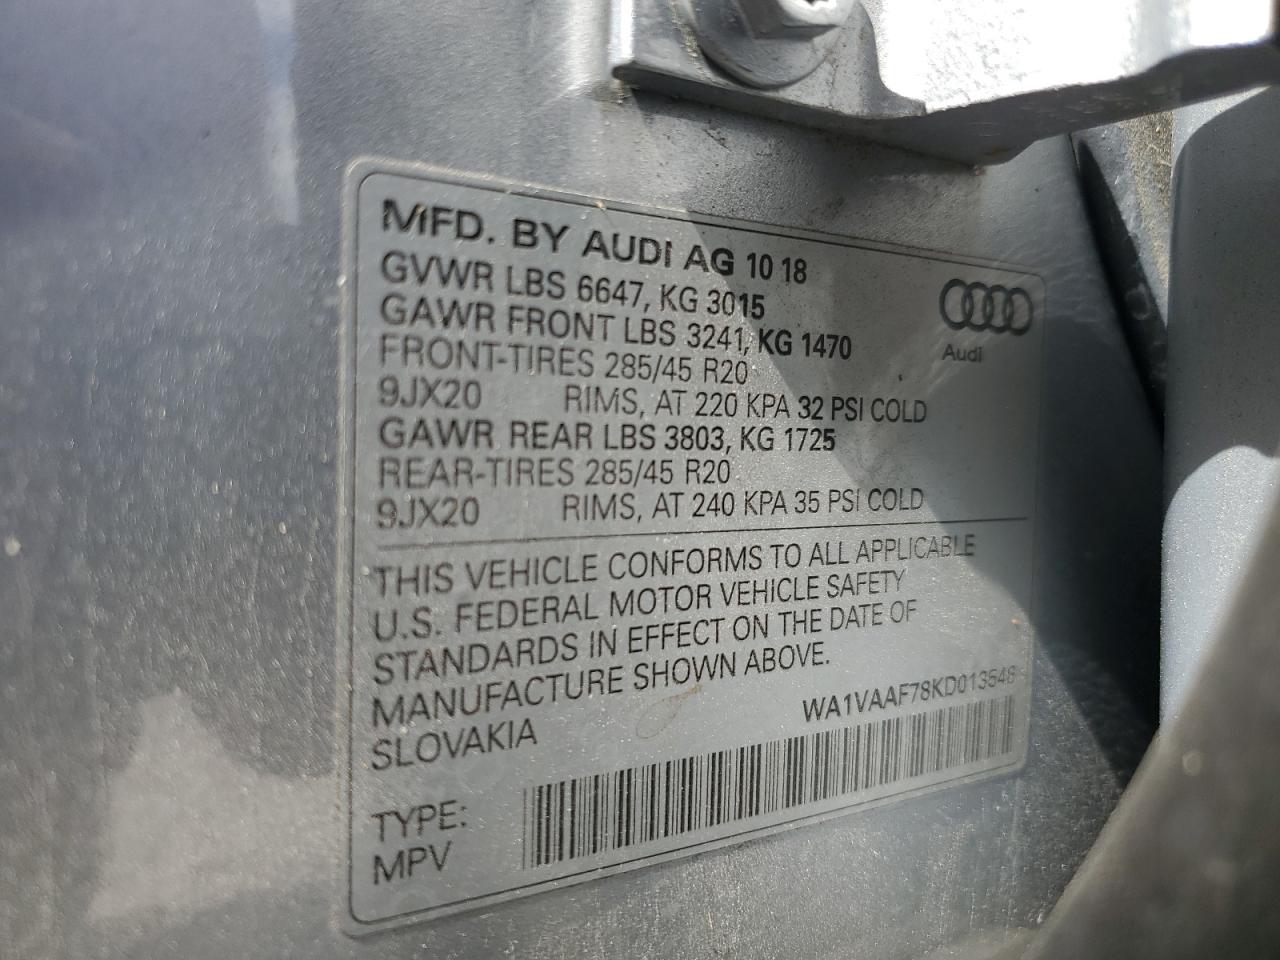 MFD. BY AUDI AG 10 18
GVWR LBS 6647, KG 3015
GAWR FRONT LBS 3241, KG 1470
FRONT-TIRES 285/45 R20
9JX20 RIMS, AT 220 KPA 32 PSI COLD
GAWR REAR LBS 3803, KG 1725
REAR-TIRES 285/45 R20
9JX20 RIMS, AT 240 KPA 35 PSI COLD
Audi
THIS VEHICLE CONFORMS TO ALL APPLICABLE
U.S. FEDERAL MOTOR VEHICLE SAFETY
STANDARDS IN EFFECT ON THE DATE OF
MANUFACTURE SHOWN ABOVE.
SLOVAKIA
WA1VAAF78KD013548
TYPE:
MPV